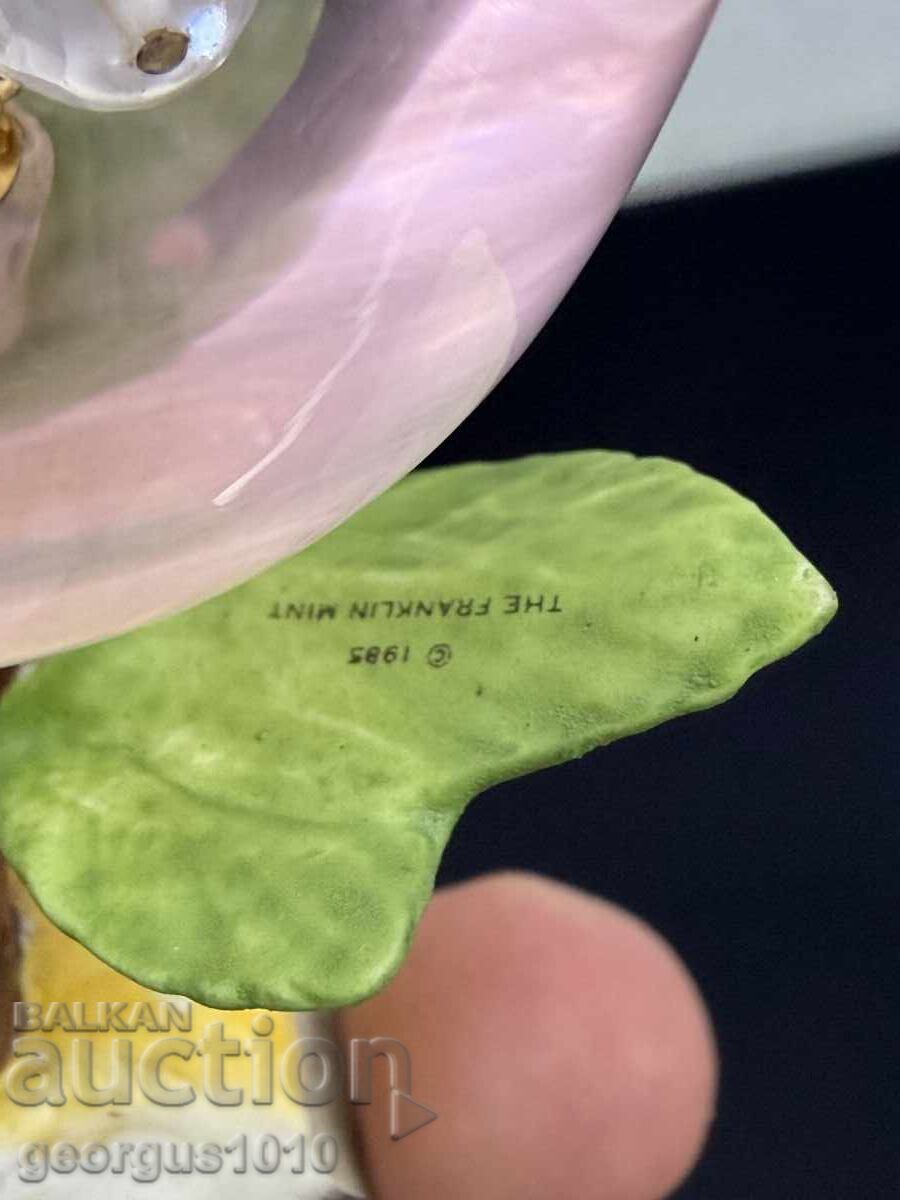 THE FRANKLIN MINT
© 1985
BALKAN
auction
georgus1010